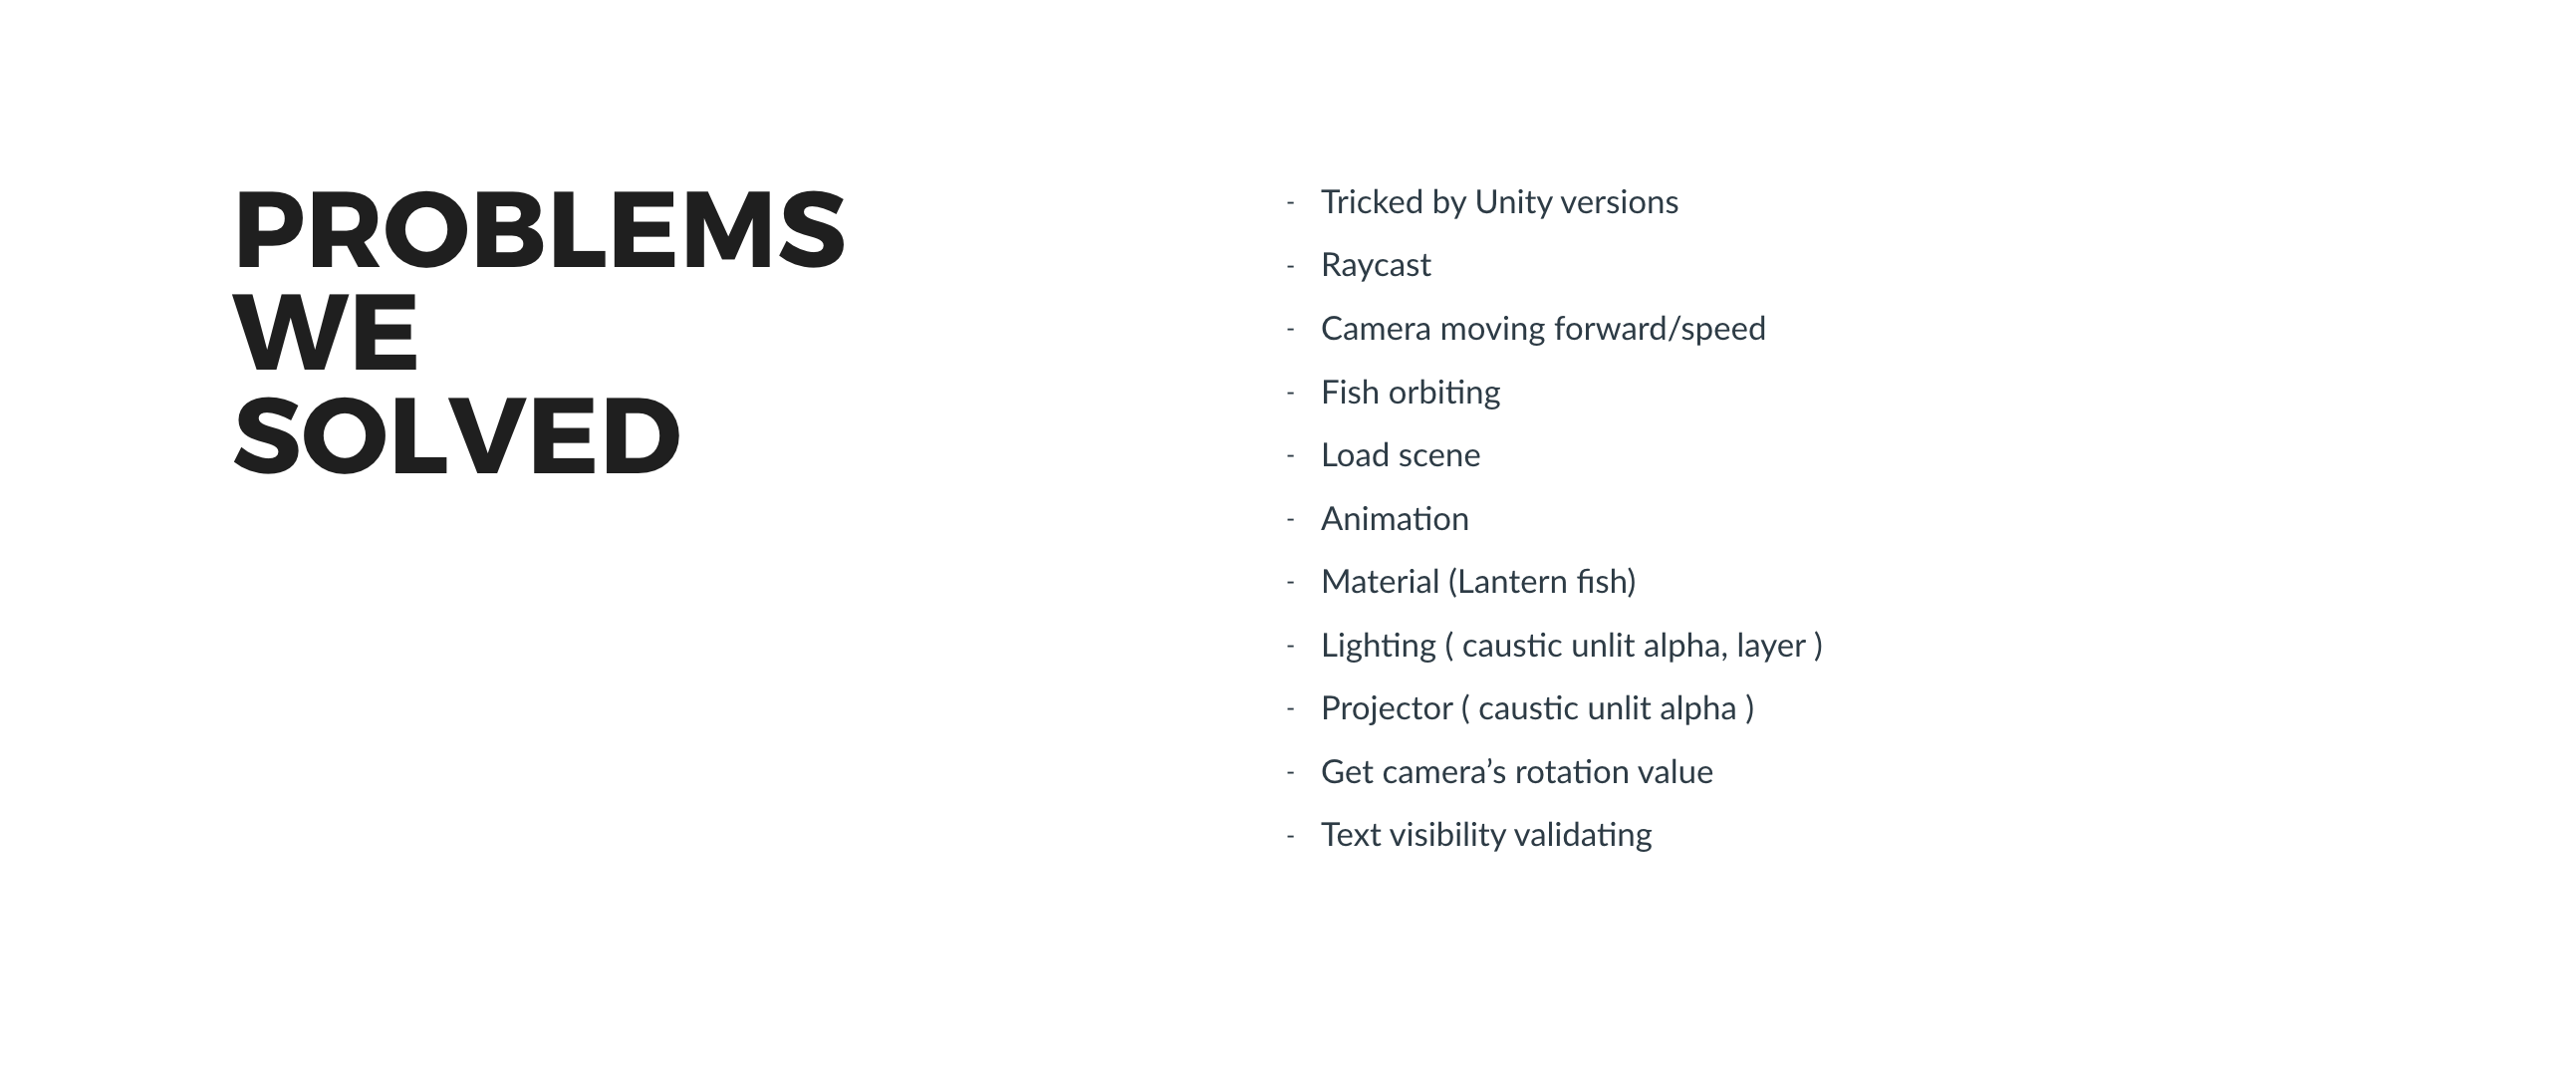 PROBLEMS
WE
SOLVED
- Tricked by Unity versions
- Raycast
- Camera moving forward/speed
- Fish orbiting
- Load scene
- Animation
- Material (Lantern fish)
- Lighting ( caustic unlit alpha, layer )
- Projector ( caustic unlit alpha )
- Get camera’s rotation value
- Text visibility validating